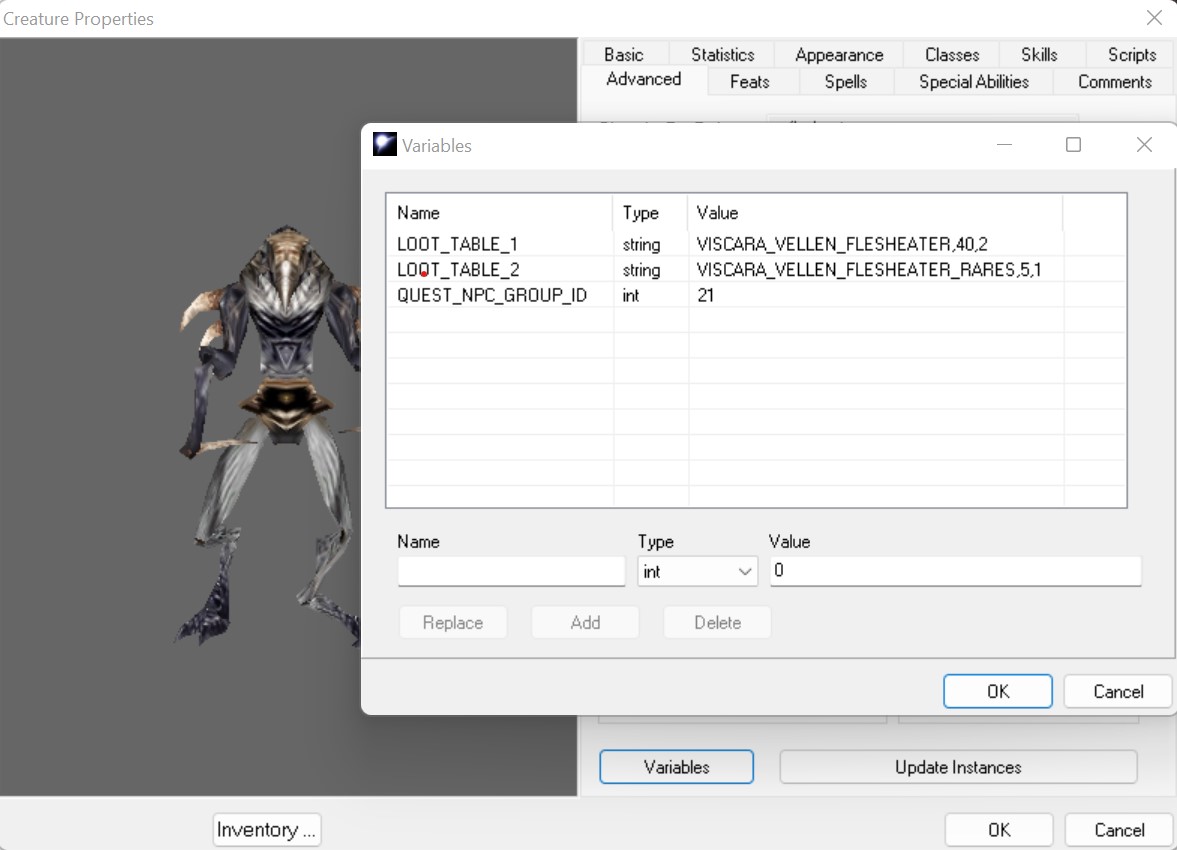 Creature Properties
Basic Statistics Appearance Classes Skills Scripts
Advanced Feats Spells Special Abilities Comments
Variables
Name Type Value
LOOT_TABLE_1 string VISCARA_VELLEN_FLESHEATER,40,2
LOOT_TABLE_2 string VISCARA_VELLEN_FLESHEATER_RARES,5,1
QUEST_NPC_GROUP_ID int 21
Name Type Value
int 0
Replace Add Delete
OK Cancel
Variables Update Instances
Inventory ... OK Cancel